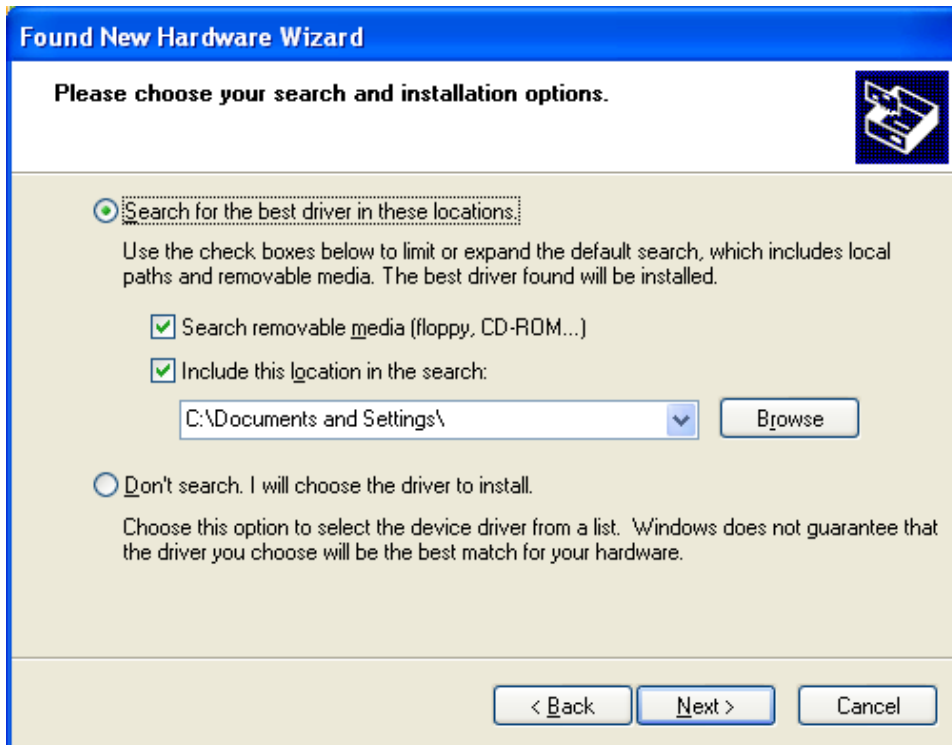 Found New Hardware Wizard
Please choose your search and installation options.
Search for the best driver in these locations.
Use the check boxes below to limit or expand the default search, which includes local
paths and removable media. The best driver found will be installed.
Search removable media (floppy, CD-ROM...)
Include this location in the search:
C:\Documents and Settings\
Browse
Don't search. I will choose the driver to install.
Choose this option to select the device driver from a list.  Windows does not guarantee that
the driver you choose will be the best match for your hardware.
< Back
Next >
Cancel